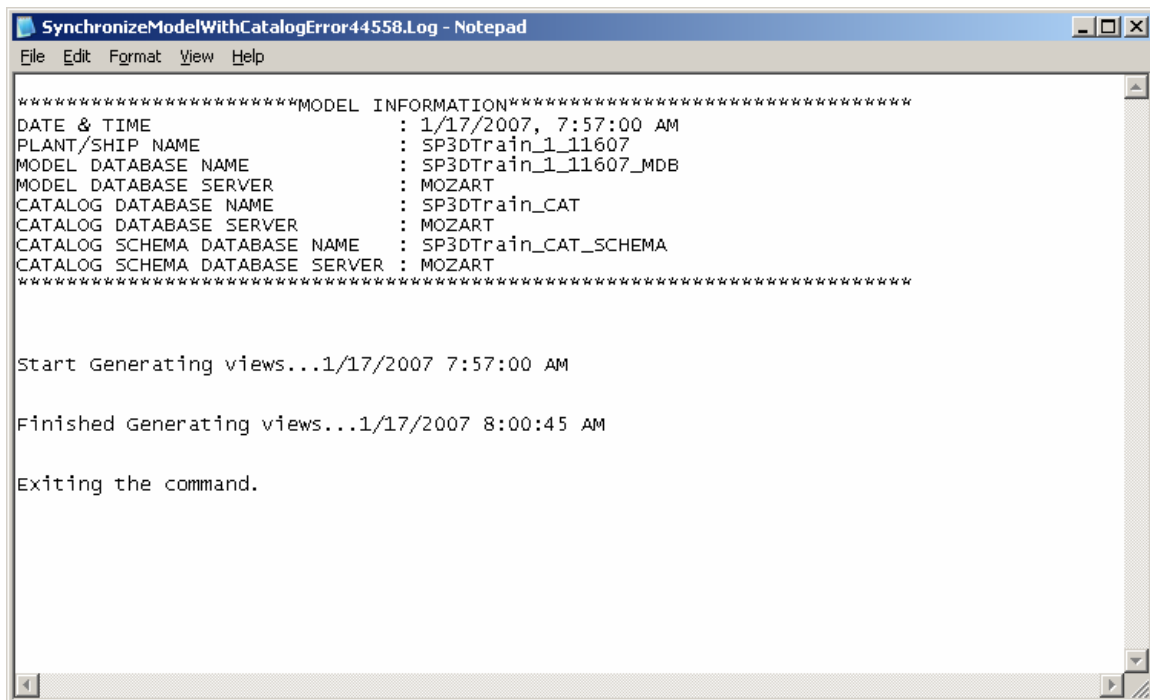 SynchronizeModelWithCatalogError44558.Log - Notepad
File Edit Format View Help
***********************MODEL INFORMATION*********************************
DATE & TIME : 1/17/2007, 7:57:00 AM
PLANT/SHIP NAME : SP3DTrain_1_11607
MODEL DATABASE NAME : SP3DTrain_1_11607_MDB
MODEL DATABASE SERVER : MOZART
CATALOG DATABASE NAME : SP3DTrain_CAT
CATALOG DATABASE SERVER : MOZART
CATALOG SCHEMA DATABASE NAME : SP3DTrain_CAT_SCHEMA
CATALOG SCHEMA DATABASE SERVER : MOZART
*************************************************************************
Start Generating views...1/17/2007 7:57:00 AM
Finished Generating views...1/17/2007 8:00:45 AM
Exiting the command.